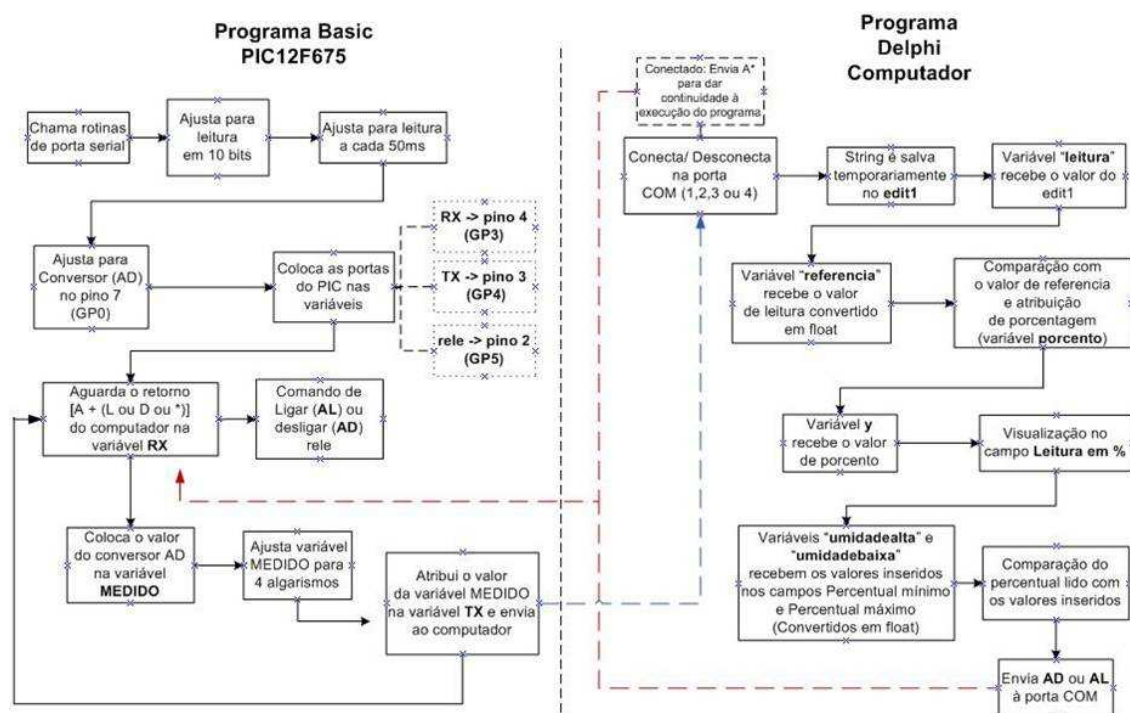 Programa Basic
PIC12F675
Chama rotinas
de porta serial
Ajusta para
leitura
em 10 bits
Ajusta para leitura
a cada 50ms
Ajusta para
Conversor (AD)
no pino 7
(GP0)
Coloca as portas
do PIC nas
variáveis
RX -> pino 4
(GP3)
TX -> pino 3
(GP4)
rele -> pino 2
(GP5)
Aguarda o retorno
[A + (L ou D ou *)]
do computador na
variável RX
Comando de
Ligar (AL) ou
desligar (AD)
rele
Coloca o valor
do conversor AD
na variável
MEDIDO
Ajusta variável
MEDIDO para
4 algarismos
Atribui o valor
da variável MEDIDO
na variável TX e envia
ao computador
Programa
Delphi
Computador
Conectado: Envia A*
para dar
continuidade à
execução do programa
Conecta/ Desconecta
na porta
COM (1,2,3 ou 4)
String é salva
temporariamente
no edit1
Variável "leitura"
recebe o valor do
edit1
Variável "referencia"
recebe o valor
de leitura convertido
em float
Comparação com
o valor de referencia
e atribuição
de porcentagem
(variável porcento)
Variável y
recebe o valor
de porcento
Visualização no
campo Leitura em %
Variáveis "umidadealta" e
"umidadebaixa"
recebem os valores inseridos
nos campos Percentual mínimo
e Percentual máximo
(Convertidos em float)
Comparação do
percentual lido com
os valores inseridos
Envia AD ou AL
à porta COM